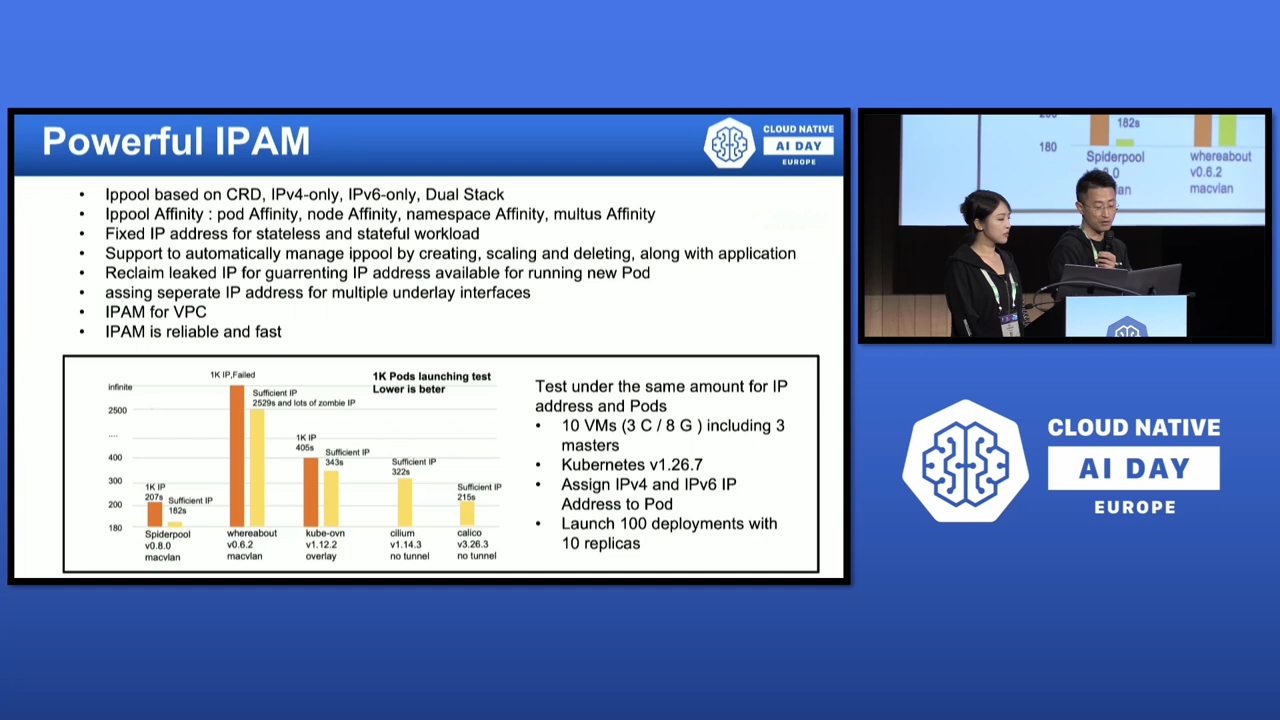 Powerful IPAM
CLOUD NATIVE
AI DAY
EUROPE
• Ippool based on CRD, IPv4-only, IPv6-only, Dual Stack
• Ippool Affinity : pod Affinity, node Affinity, namespace Affinity, multus Affinity
• Fixed IP address for stateless and stateful workload
• Support to automatically manage ippool by creating, scaling and deleting, along with application
• Reclaim leaked IP for guarrenting IP address available for running new Pod
• assing seperate IP address for multiple underlay interfaces
• IPAM for VPC
• IPAM is reliable and fast
1K Pods launching test
Lower is beter
infinite
2500
....
400
300
200
180
1K IP
207s
Sufficient IP
182s
1K IP,Failed
Sufficient IP
2529s and lots of zombie IP
1K IP
405s
Sufficient IP
343s
Sufficient IP
322s
Sufficient IP
215s
Spiderpool
v0.8.0
macvlan
whereabout
v0.6.2
macvlan
kube-ovn
v1.12.2
overlay
cilium
v1.14.3
no tunnel
calico
v3.26.3
no tunnel
Test under the same amount for IP
address and Pods
• 10 VMs (3 C / 8 G ) including 3
masters
• Kubernetes v1.26.7
• Assign IPv4 and IPv6 IP
Address to Pod
• Launch 100 deployments with
10 replicas
182s
180
Spiderpool
whereabout
v0.6.2
macvlan
CLOUD NATIVE
AI DAY
EUROPE